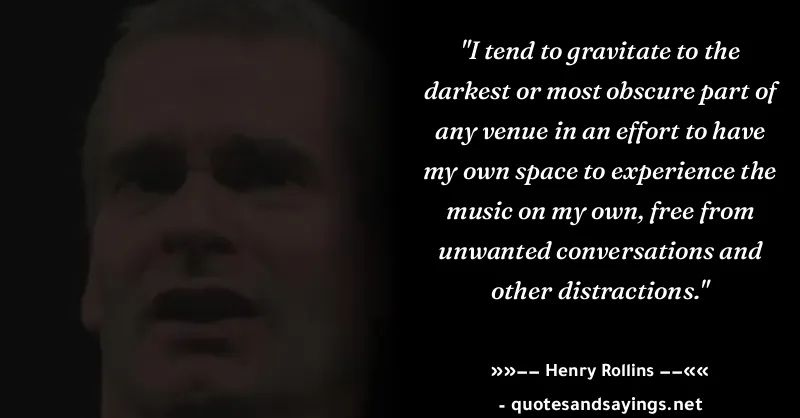 "I tend to gravitate to the
darkest or most obscure part of
any venue in an effort to have
my own space to experience the
music on my own, free from
unwanted conversations and
other distractions."
»»–– Henry Rollins ––««
- quotesandsayings.net